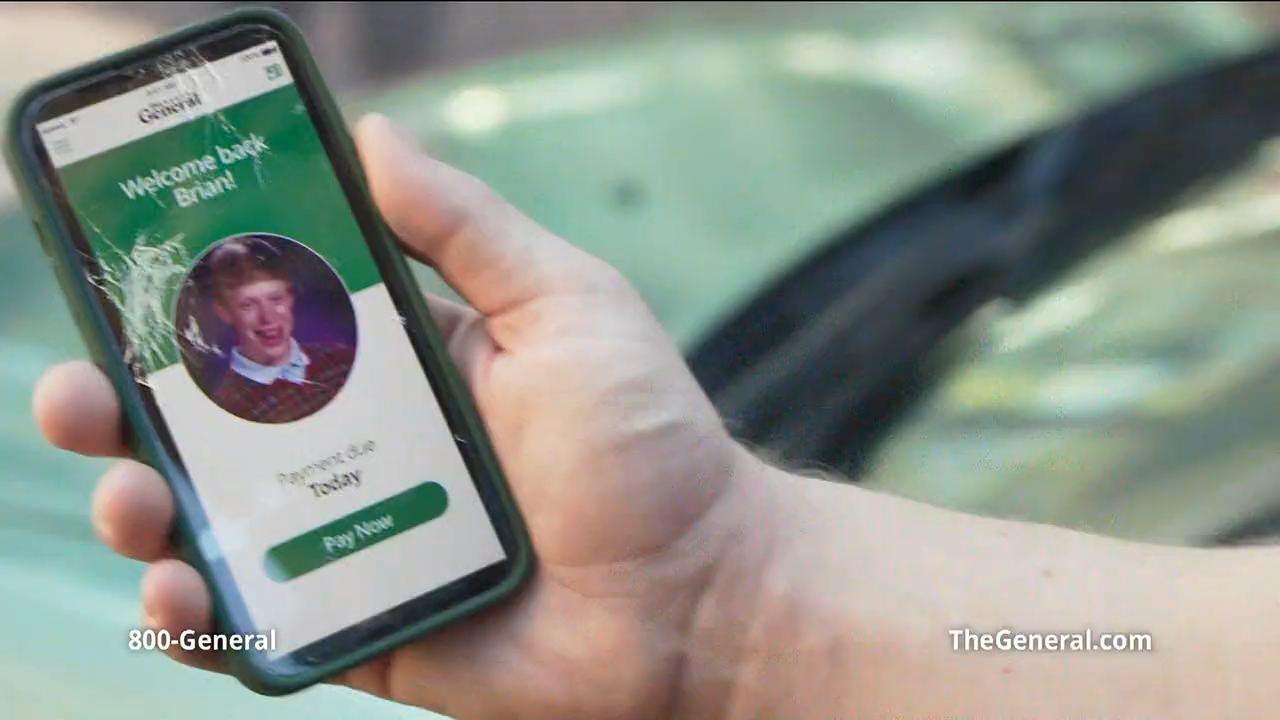 General
Welcome back
Brian!
Payment due
Today
Pay Now
800-General
TheGeneral.com